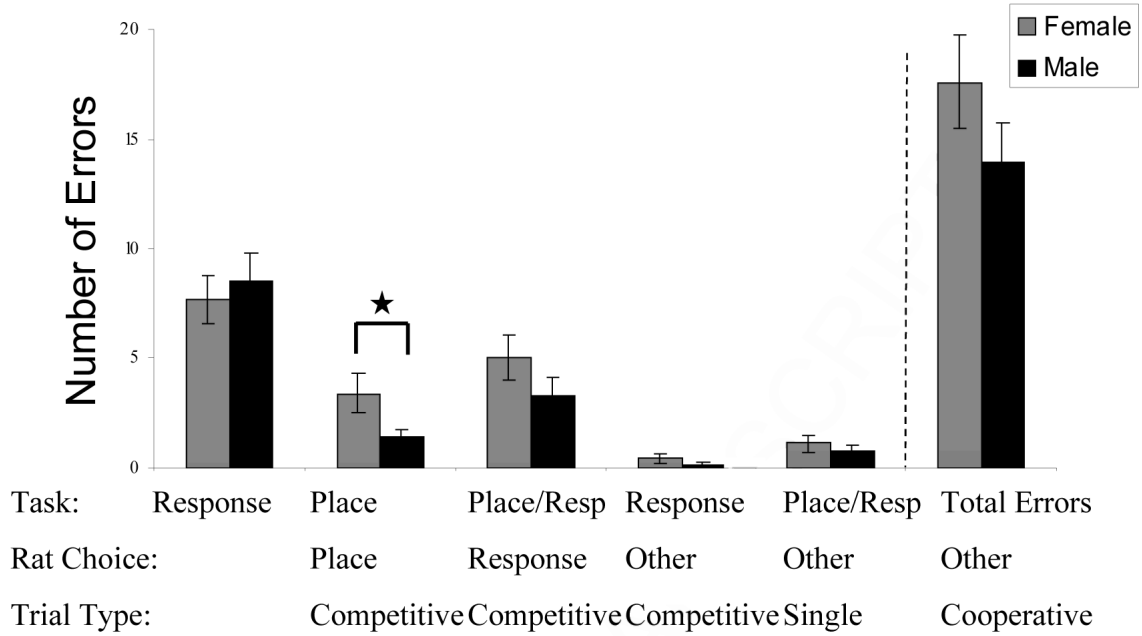 20
Female
Male
15
10
5
0
Number of Errors
Task: Response Place Place/Resp Response Place/Resp Total Errors
Rat Choice: Place Response Other Other Other
Trial Type: Competitive Competitive Competitive Single Cooperative